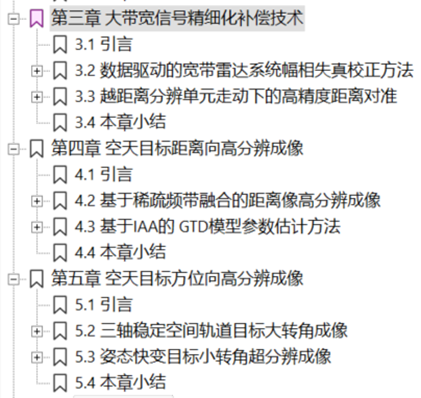 第三章 大带宽信号精细化补偿技术
3.1 引言
3.2 数据驱动的宽带雷达系统幅相失真校正方法
3.3 越距离分辨单元走动下的高精度距离对准
3.4 本章小结
第四章 空天目标距离向高分辨成像
4.1 引言
4.2 基于稀疏频带融合的距离像高分辨成像
4.3 基于IAA的 GTD模型参数估计方法
4.4 本章小结
第五章 空天目标方位向高分辨成像
5.1 引言
5.2 三轴稳定空间轨道目标大转角成像
5.3 姿态快变目标小转角超分辨成像
5.4 本章小结